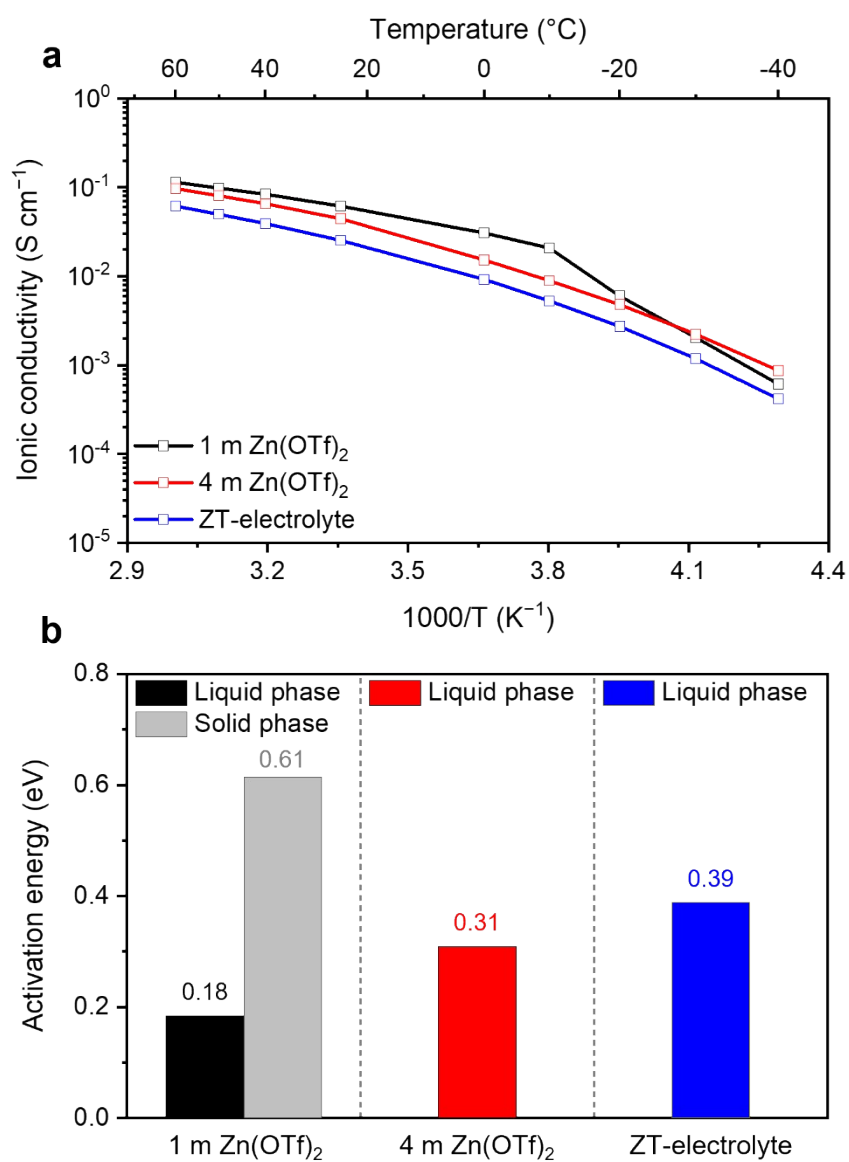 Temperature (°C)
a
60 40 20 0 -20 -40
Ionic conductivity (S cm⁻¹)
10⁰
10⁻¹
10⁻²
10⁻³
10⁻⁴
10⁻⁵
1 m Zn(OTf)₂
4 m Zn(OTf)₂
ZT-electrolyte
2.9 3.2 3.5 3.8 4.1 4.4
1000/T (K⁻¹)
b
Activation energy (eV)
0.8
0.6
0.4
0.2
0.0
Liquid phase
Solid phase
Liquid phase
Liquid phase
0.18
0.61
0.31
0.39
1 m Zn(OTf)₂ 4 m Zn(OTf)₂ ZT-electrolyte